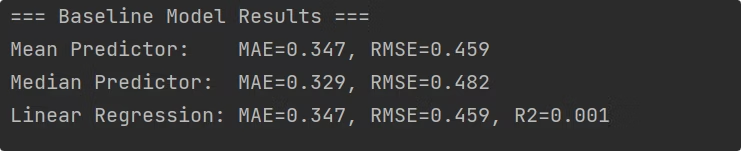 === Baseline Model Results ===
Mean Predictor:    MAE=0.347, RMSE=0.459
Median Predictor:  MAE=0.329, RMSE=0.482
Linear Regression: MAE=0.347, RMSE=0.459, R2=0.001